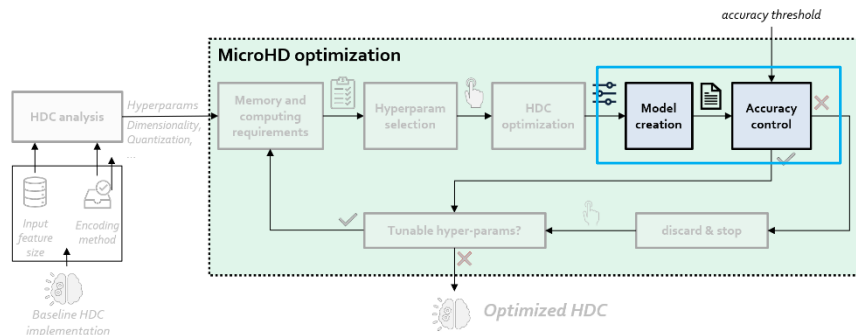 accuracy threshold
MicroHD optimization
Hyperparams
HDC analysis
Dimensionality,
Quantization,
...
Memory and
computing
requirements
Hyperparam
selection
HDC
optimization
Model
creation
Accuracy
control
Input
feature
size
Encoding
method
Tunable hyper-params?
discard & stop
Baseline HDC
implementation
Optimized HDC